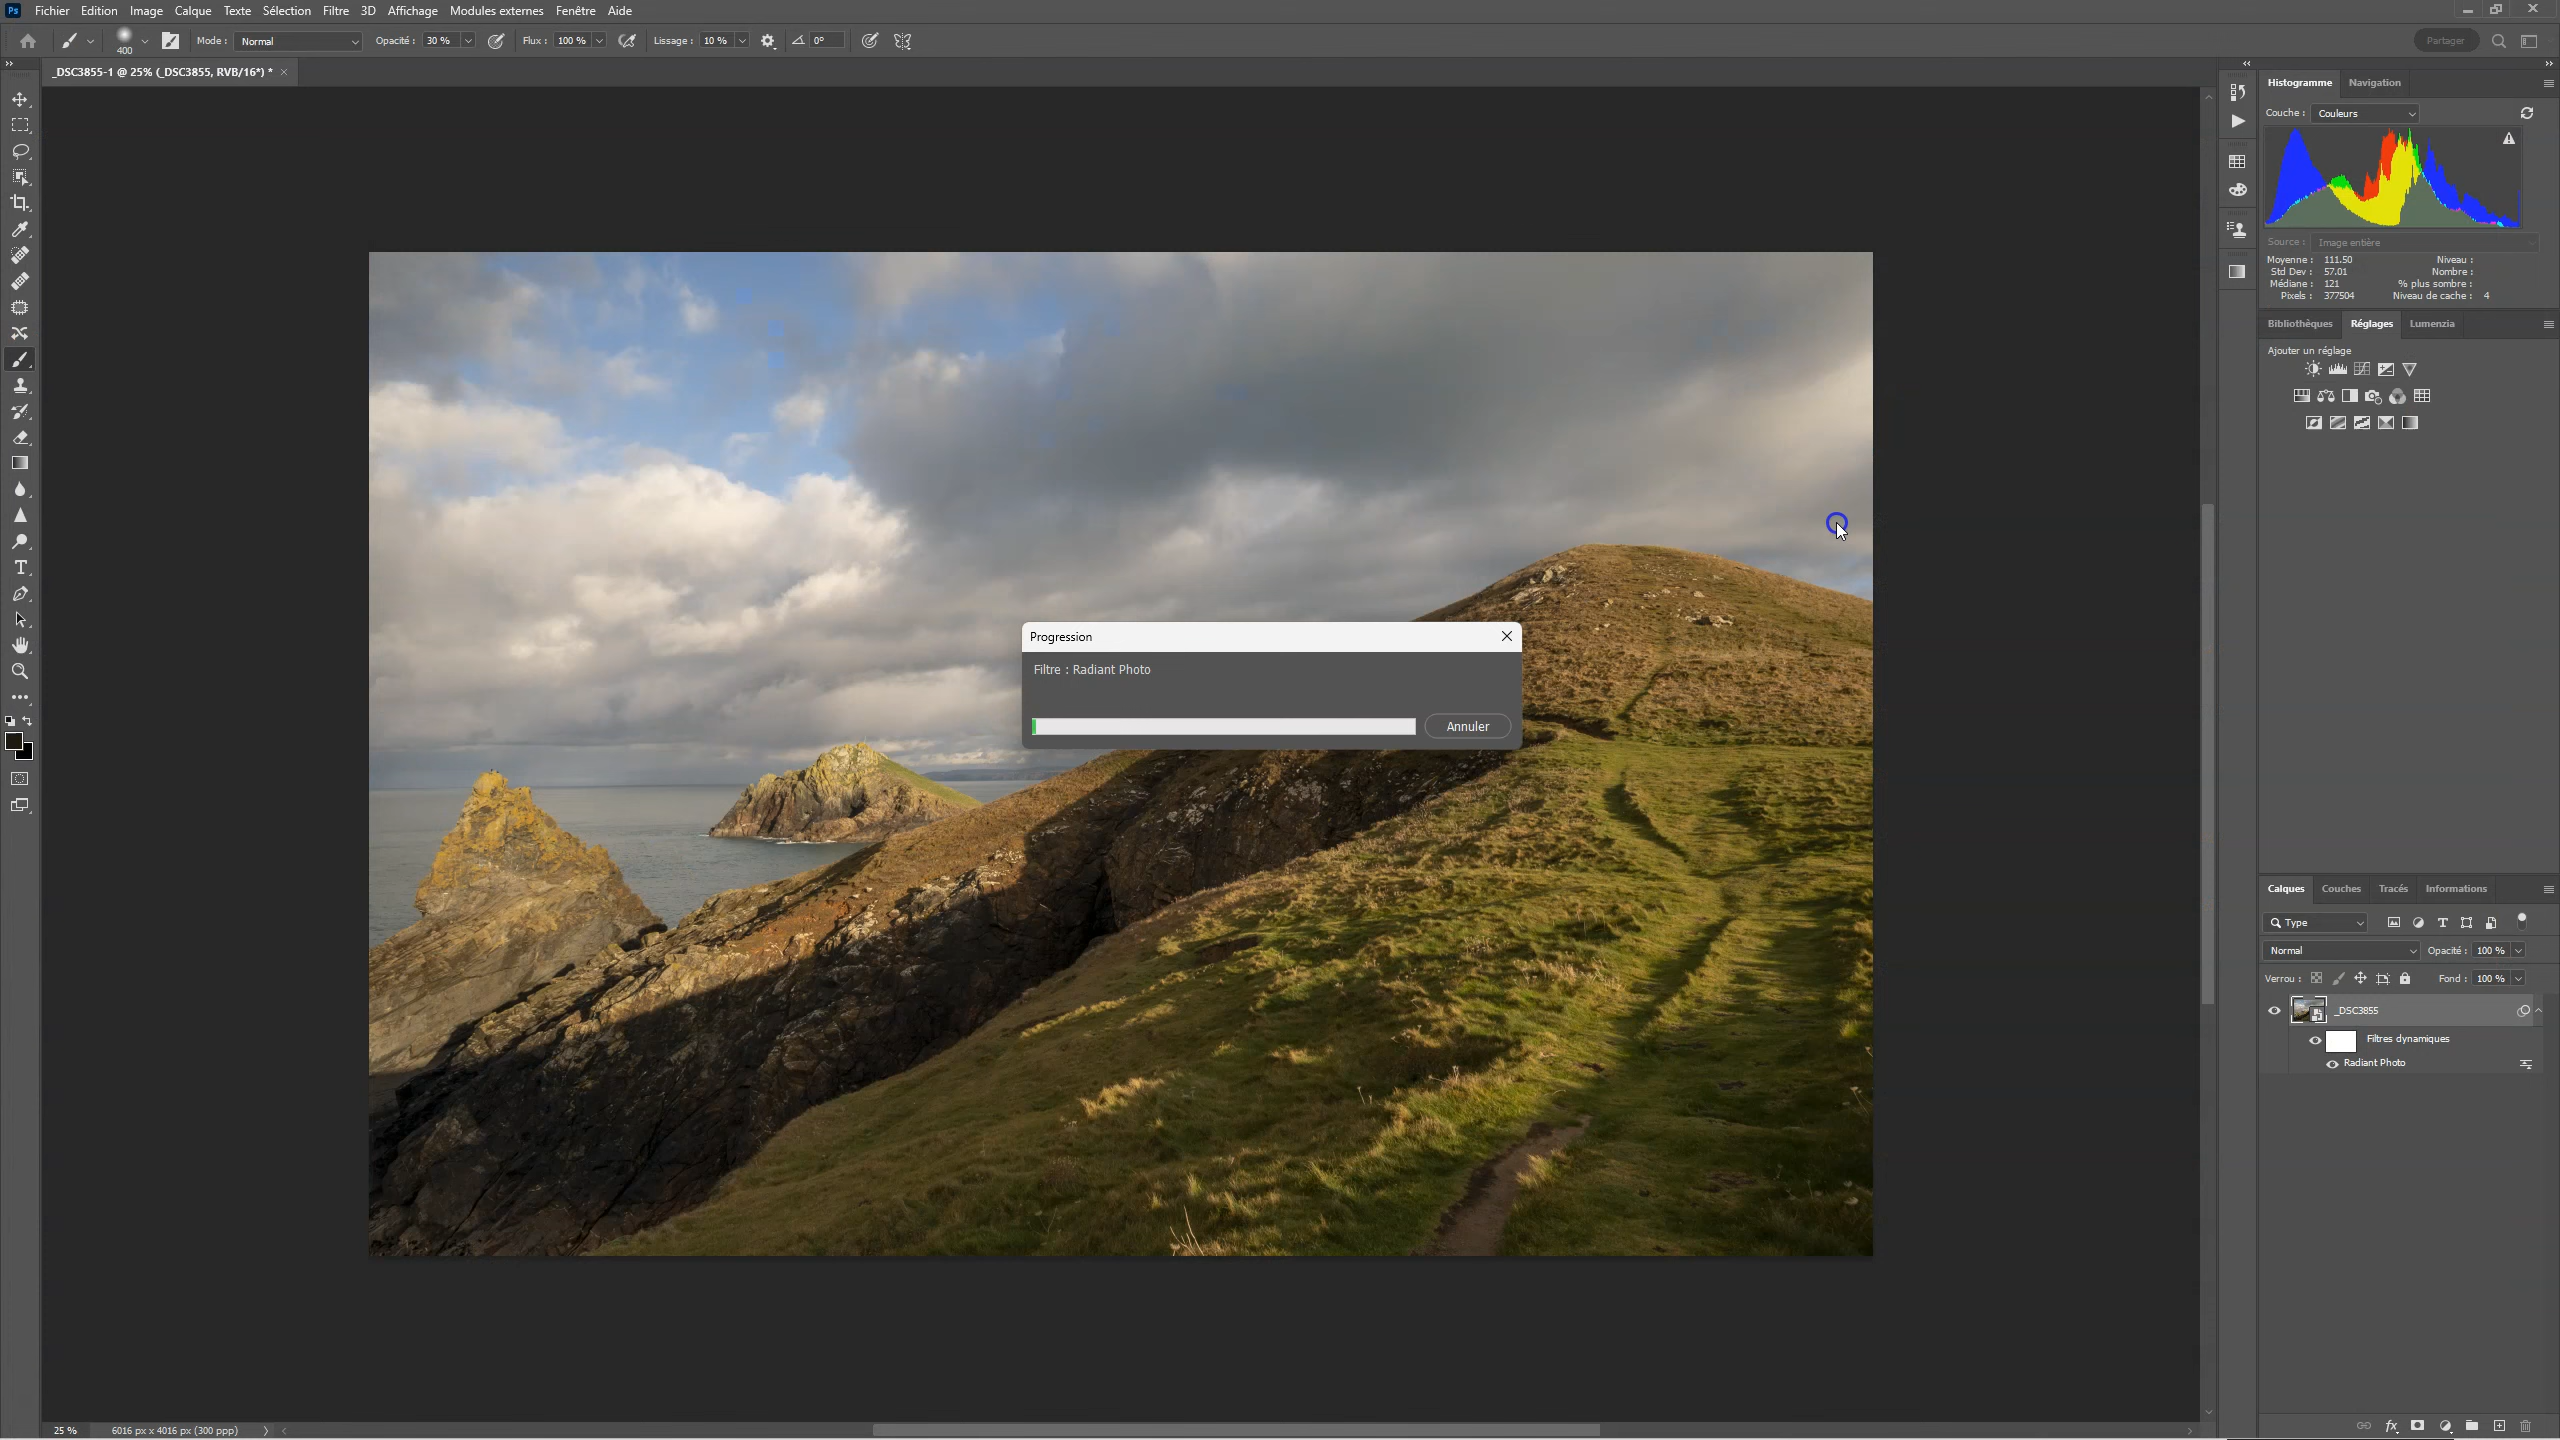 Ps Fichier Edition Image Calque Texte Sélection Filtre 3D Affichage Modules externes Fenêtre Aide
400 Mode : Normal Opacité : 30 % Flux : 100 % Lissage : 10 % 0° Partager
_DSC3855-1 @ 25% (_DSC3855, RVB/16*) *
Histogramme Navigation
Couche : Couleurs
Source : Image entière
Moyenne : 111.50 Niveau :
Std Dev : 57.01 Nombre :
Médiane : 121 % plus sombre :
Pixels : 377504 Niveau de cache : 4
Bibliothèques Réglages Lumenzia
Ajouter un réglage
Progression
Filtre : Radiant Photo
Annuler
Calques Couches Tracés Informations
Type
Normal Opacité : 100 %
Verrou : Fond : 100 %
_DSC3855
Filtres dynamiques
Radiant Photo
25 % 6016 px x 4016 px (300 ppp)